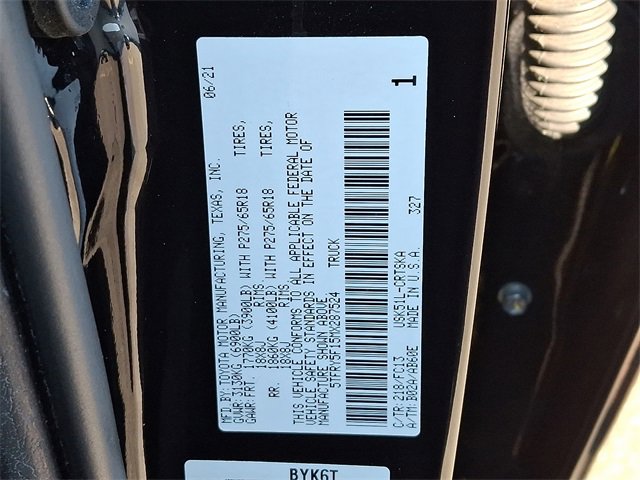 MFD BY: TOYOTA MOTOR MANUFACTURING, TEXAS, INC. 06/21
GVWR: 3130KG (6900LB)
GAWR: FRT 1770KG (3900LB) WITH P275/65R18 TIRES,
18X8J RIMS
RR. 1860KG (4100LB) WITH P275/65R18 TIRES,
18X8J RIMS
THIS VEHICLE CONFORMS TO ALL APPLICABLE FEDERAL MOTOR
VEHICLE SAFETY STANDARDS IN EFFECT ON THE DATE OF
MANUFACTURE SHOWN ABOVE.
5TFRY5F15MX287524 TRUCK
1
C/TR: 218/FC13 USK51L-CRTSKA 327
A/TM: B02A/AB60E MADE IN U.S.A.
BYK6T